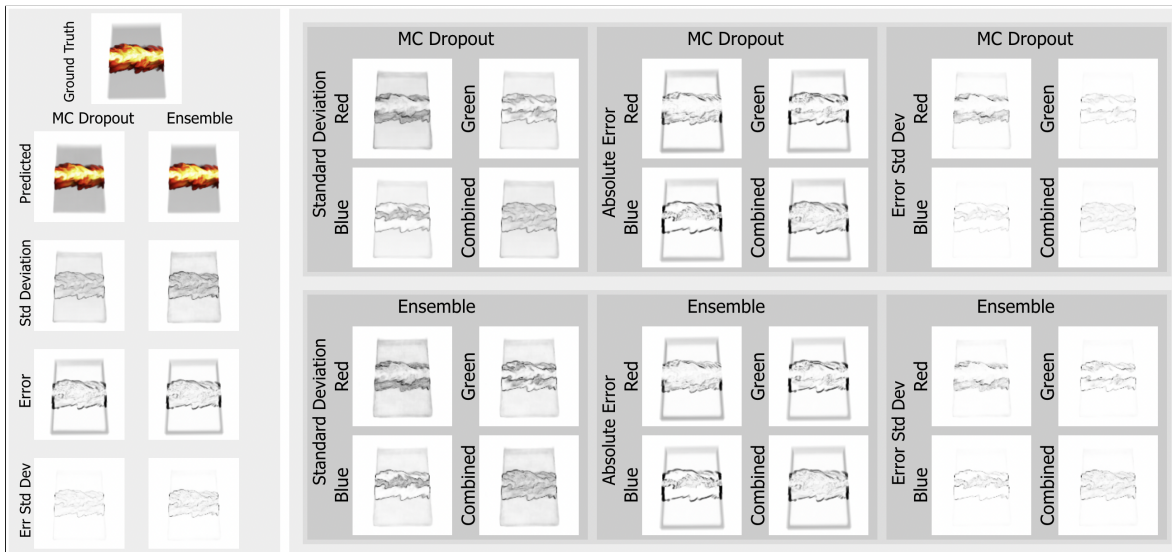 Ground Truth
MC Dropout
Ensemble
Predicted
Std Deviation
Error
Err Std Dev
MC Dropout
Standard Deviation
Red
Green
Blue
Combined
MC Dropout
Absolute Error
Red
Green
Blue
Combined
MC Dropout
Error Std Dev
Red
Green
Blue
Combined
Ensemble
Standard Deviation
Red
Green
Blue
Combined
Ensemble
Absolute Error
Red
Green
Blue
Combined
Ensemble
Error Std Dev
Red
Green
Blue
Combined